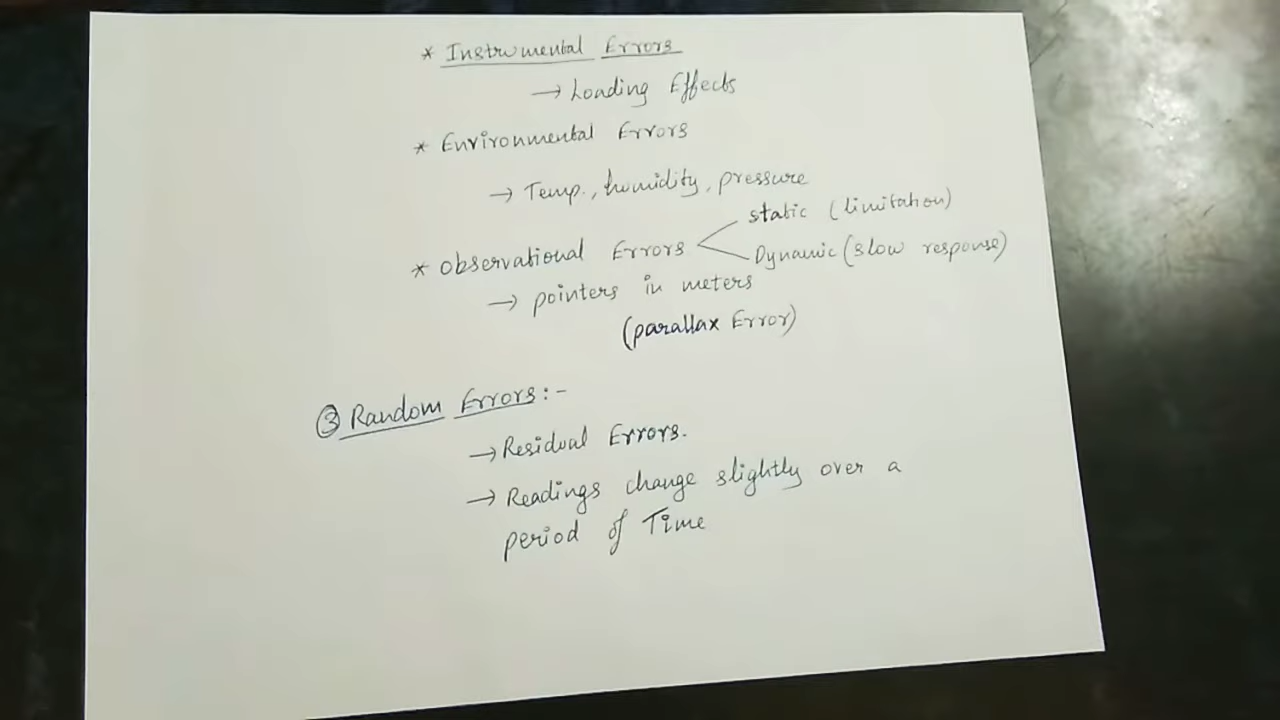 * Instrumental Errors
→ Loading Effects
* Environmental Errors
→ Temp., humidity, pressure
static (limitation)
* Observational Errors
Dynamic (slow response)
→ pointers in meters
(parallax Error)
③ Random Errors:-
→ Residual Errors.
→ Readings change slightly over a
period of Time